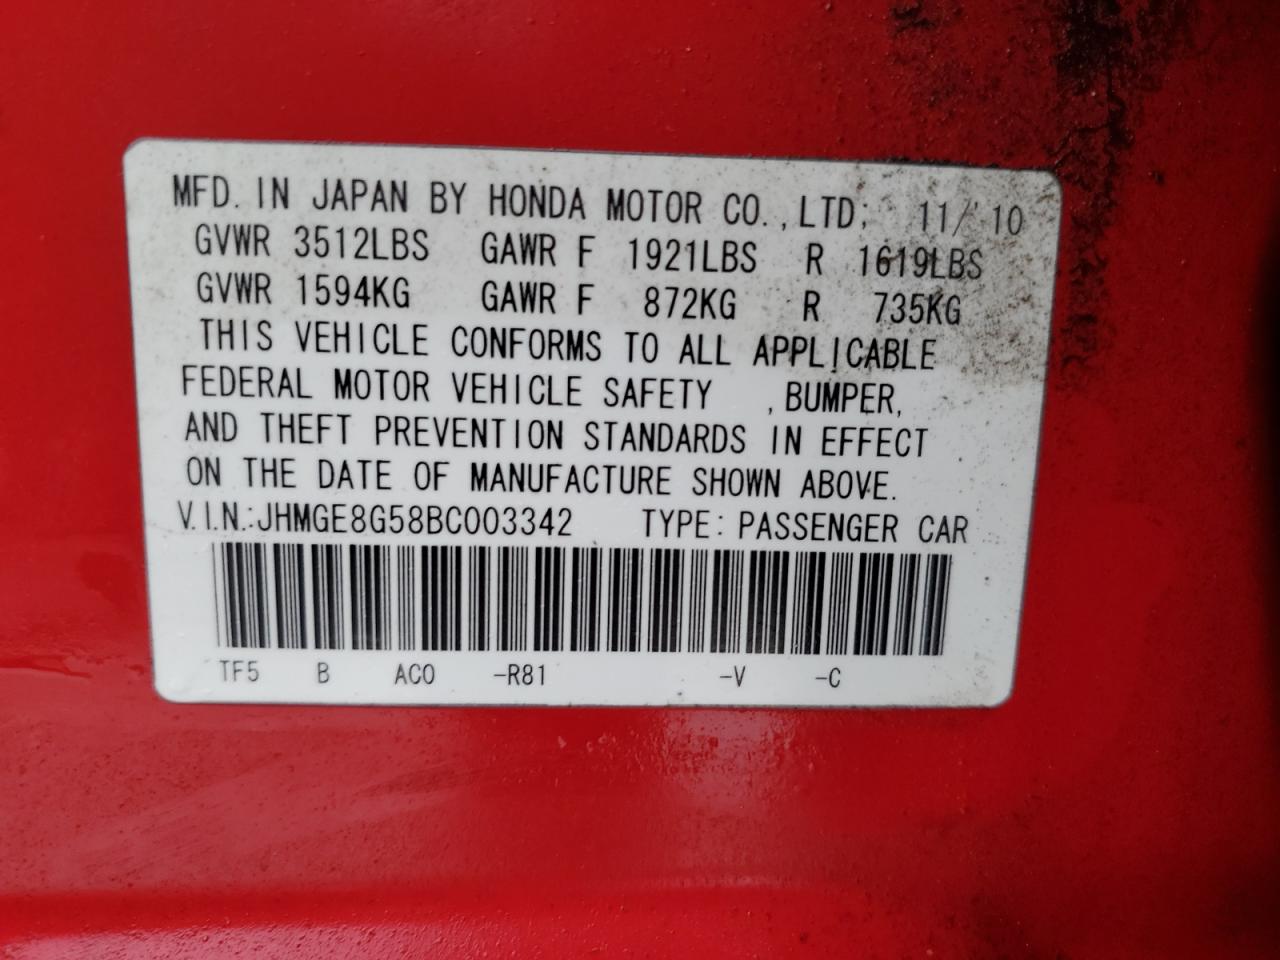 MFD. IN JAPAN BY HONDA MOTOR CO., LTD; 11/'10
GVWR 3512LBS GAWR F 1921LBS R 1619LBS
GVWR 1594KG GAWR F 872KG R 735KG
THIS VEHICLE CONFORMS TO ALL APPLICABLE
FEDERAL MOTOR VEHICLE SAFETY , BUMPER,
AND THEFT PREVENTION STANDARDS IN EFFECT
ON THE DATE OF MANUFACTURE SHOWN ABOVE.
V.I.N.:JHMGE8G58BC003342 TYPE: PASSENGER CAR
TF5 B AC0 -R81 -V -C